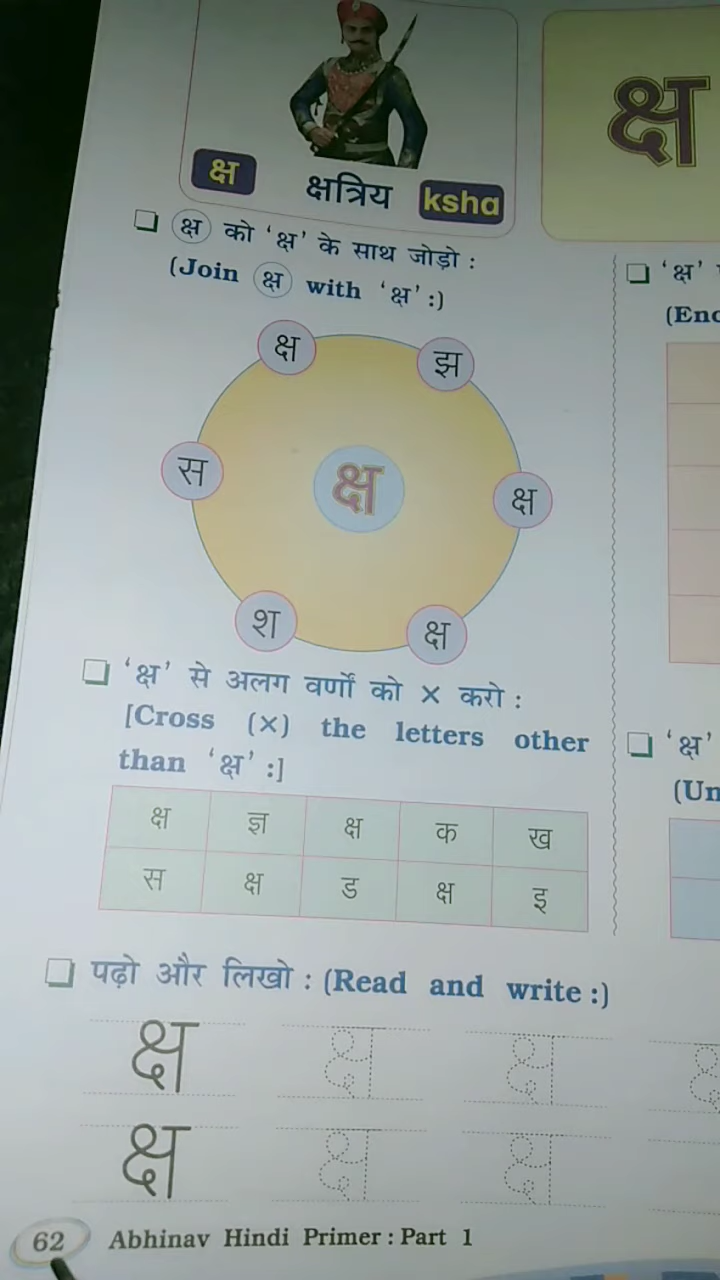 क्ष क्षत्रिय ksha
क्ष
❑ क्ष को ‘क्ष’ के साथ जोड़ो :
(Join क्ष with ‘क्ष’ :)
क्ष झ
स क्ष क्ष
श क्ष
❑ ‘क्ष’ से अलग वर्णों को × करो :
[Cross (×) the letters other
than ‘क्ष’ :]
क्ष ज्ञ क्ष क ख
स क्ष ड क्ष इ
❑ पढ़ो और लिखो : (Read and write :)
क्ष क्ष क्ष
क्ष क्ष क्ष
62 Abhinav Hindi Primer : Part 1
❑ ‘क्ष’
❑ ‘क्ष’